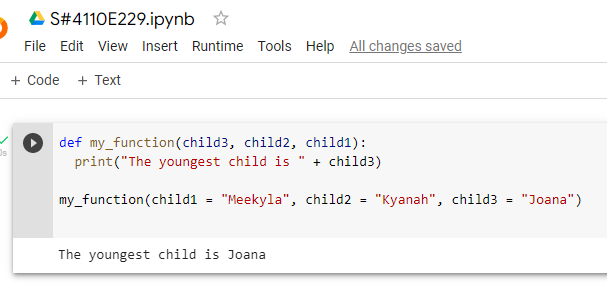 S#4110E229.ipynb
File Edit View Insert Runtime Tools Help All changes saved
+ Code + Text
def my_function(child3, child2, child1):
  print("The youngest child is " + child3)
my_function(child1 = "Meekyla", child2 = "Kyanah", child3 = "Joana")
The youngest child is Joana